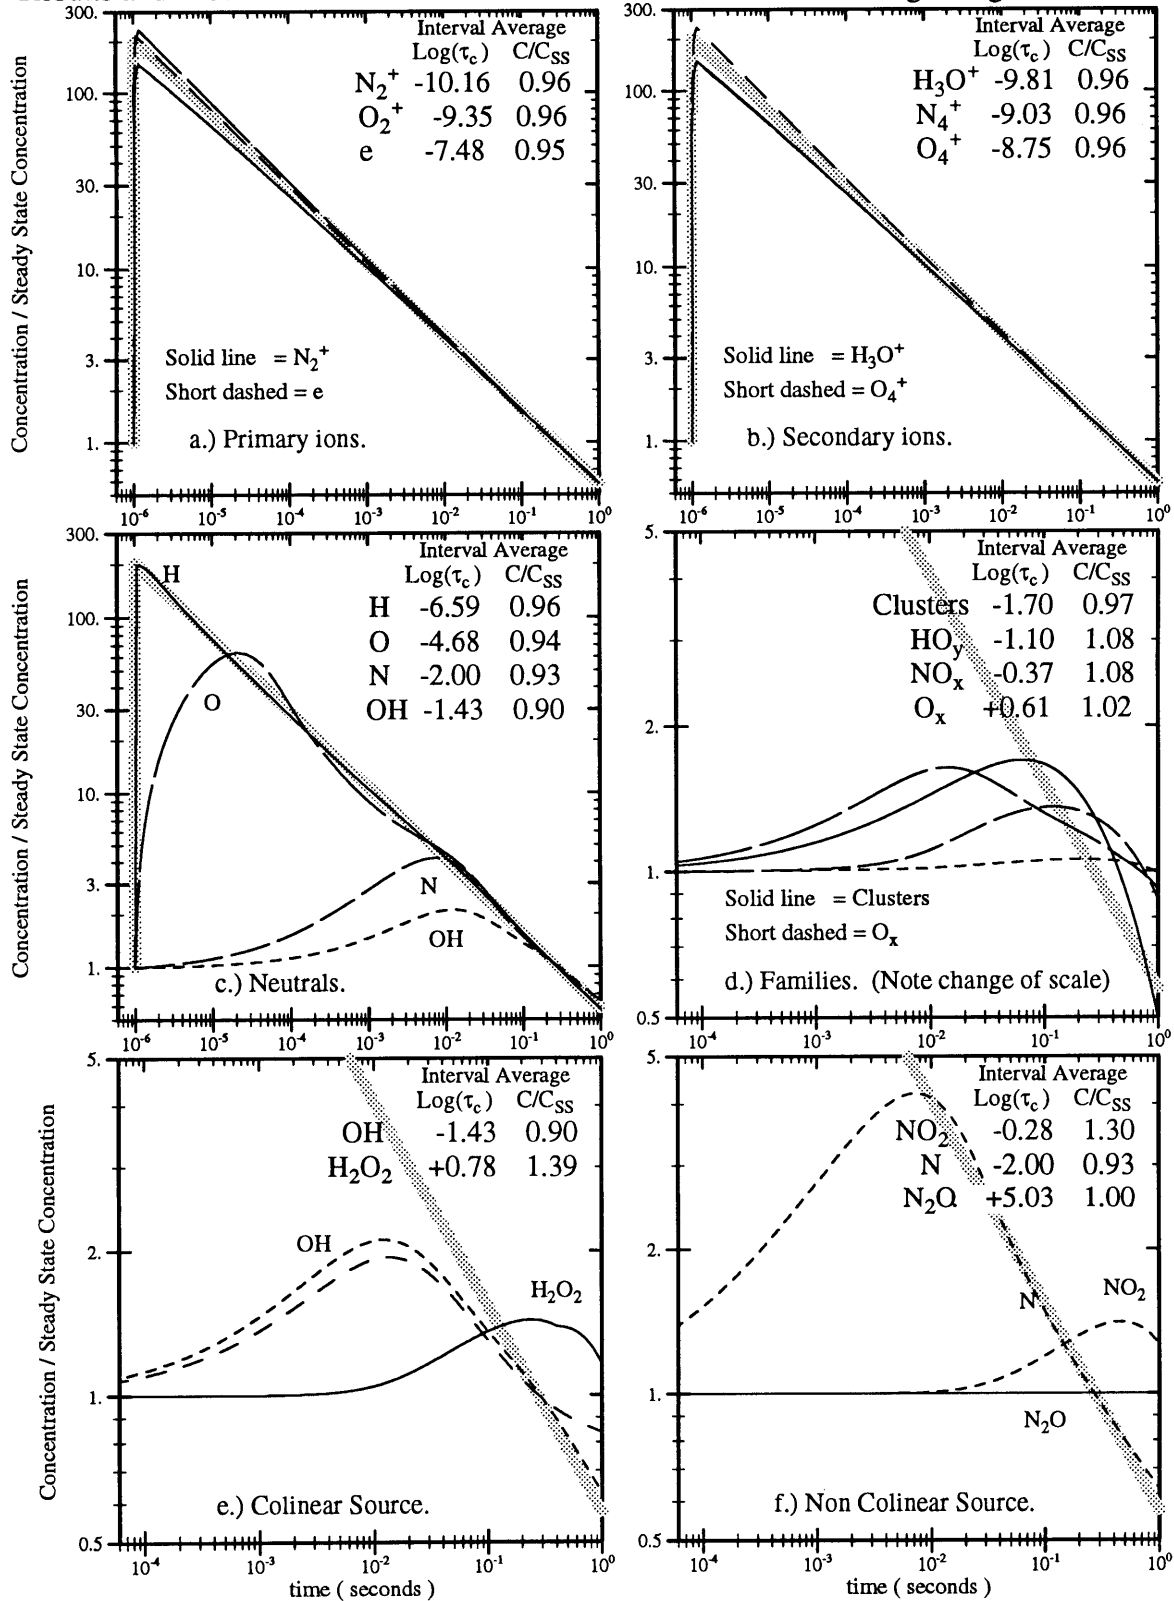 Concentration / Steady State Concentration
300.
100.
30.
10.
3.
1.
Interval Average
Log(τc) C/CSS
N2+ -10.16 0.96
O2+ -9.35 0.96
e -7.48 0.95
Solid line = N2+
Short dashed = e
a.) Primary ions.
10-6 10-5 10-4 10-3 10-2 10-1 100
300.
100.
30.
10.
3.
1.
Interval Average
Log(τc) C/CSS
H3O+ -9.81 0.96
N4+ -9.03 0.96
O4+ -8.75 0.96
Solid line = H3O+
Short dashed = O4+
b.) Secondary ions.
10-6 10-5 10-4 10-3 10-2 10-1 100
Concentration / Steady State Concentration
300.
100.
30.
10.
3.
1.
Interval Average
Log(τc) C/CSS
H -6.59 0.96
O -4.68 0.94
N -2.00 0.93
OH -1.43 0.90
H
O
N
OH
c.) Neutrals.
10-6 10-5 10-4 10-3 10-2 10-1 100
5.
2.
1.
0.5
Interval Average
Log(τc) C/CSS
Clusters -1.70 0.97
HOy -1.10 1.08
NOx -0.37 1.08
Ox +0.61 1.02
Solid line = Clusters
Short dashed = Ox
d.) Families. (Note change of scale)
10-4 10-3 10-2 10-1 100
Concentration / Steady State Concentration
5.
2.
1.
0.5
Interval Average
Log(τc) C/CSS
OH -1.43 0.90
H2O2 +0.78 1.39
OH
H2O2
e.) Colinear Source.
10-4 10-3 10-2 10-1 100
time ( seconds )
5.
2.
1.
0.5
Interval Average
Log(τc) C/CSS
NO2 -0.28 1.30
N -2.00 0.93
N2O +5.03 1.00
N
NO2
N2O
f.) Non Colinear Source.
10-4 10-3 10-2 10-1 100
time ( seconds )